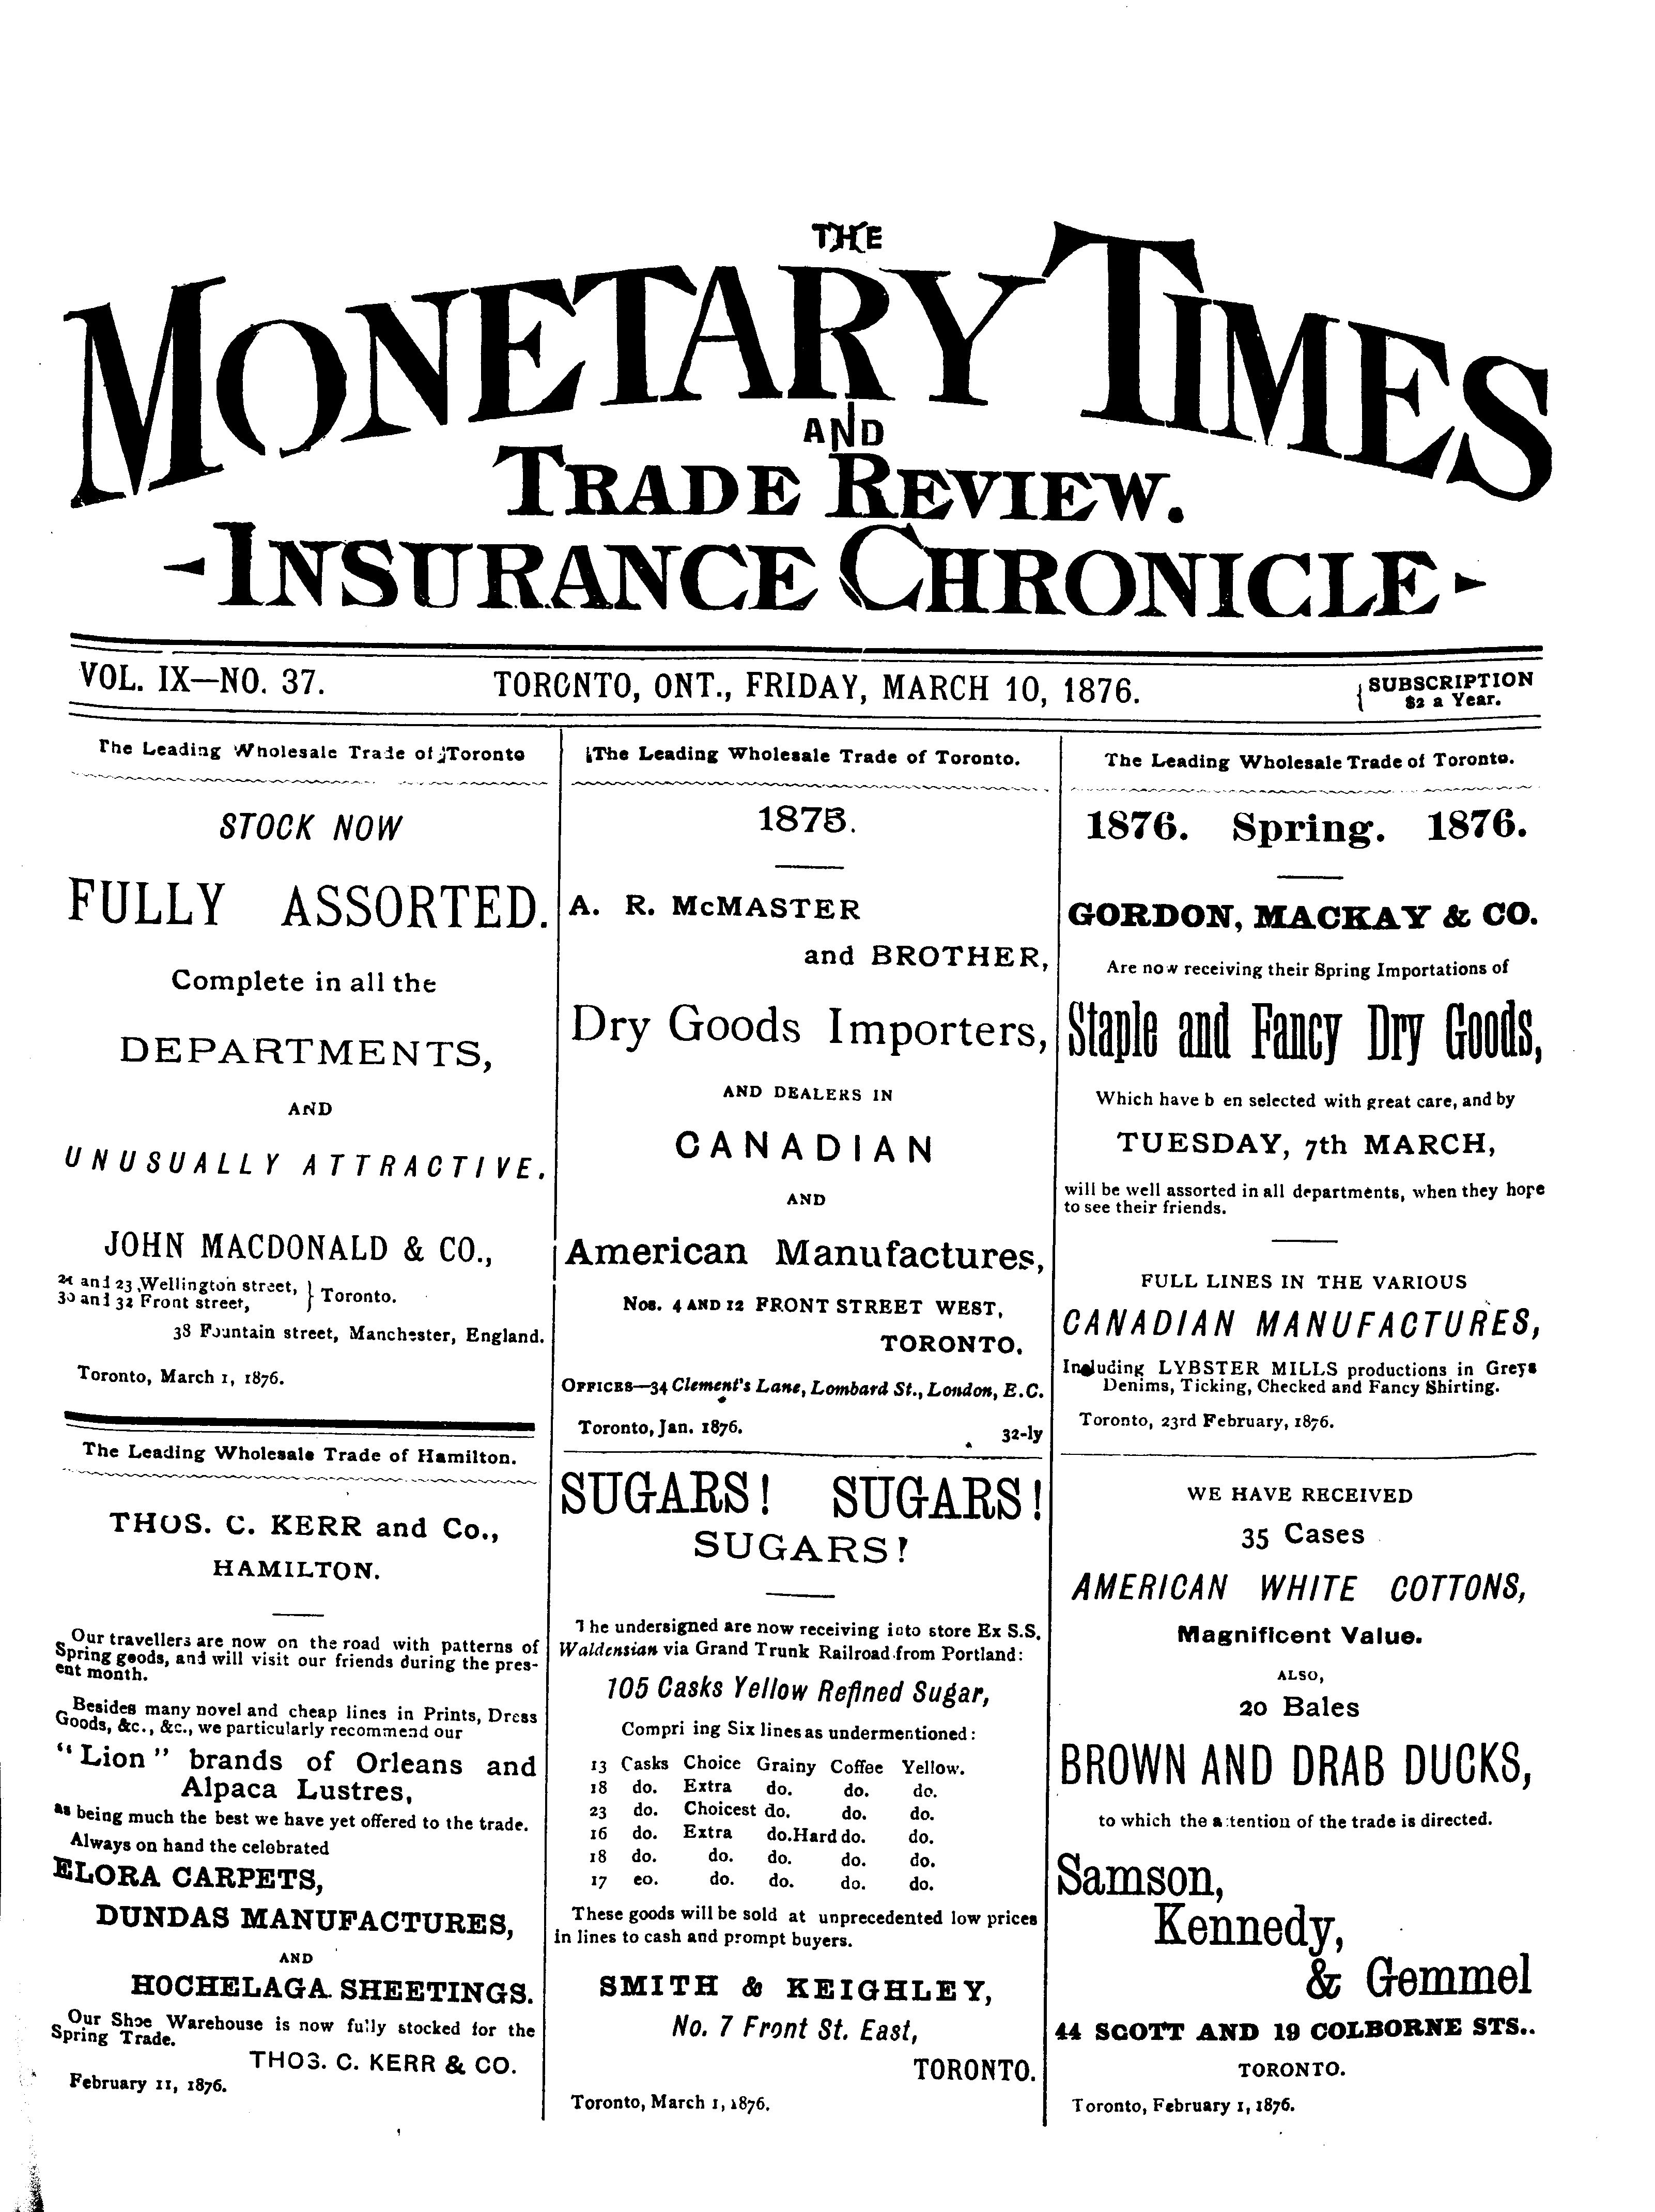 THE
MONETARY TIMES
AND
TRADE REVIEW.
-INSURANCE CHRONICLE-
VOL. IX—NO. 37.
TORONTO, ONT., FRIDAY, MARCH 10, 1876.
{ SUBSCRIPTION
$2 a Year.
The Leading Wholesale Trade of Toronto
STOCK NOW
FULLY ASSORTED.
Complete in all the
DEPARTMENTS,
AND
UNUSUALLY ATTRACTIVE.
JOHN MACDONALD & CO.,
21 and 23 Wellington street, } Toronto.
30 and 32 Front street,
38 Fountain street, Manchester, England.
Toronto, March 1, 1876.
The Leading Wholesale Trade of Hamilton.
THOS. C. KERR and Co.,
HAMILTON.
Our travellers are now on the road with patterns of
Spring goods, and will visit our friends during the pres-
ent month.
Besides many novel and cheap lines in Prints, Dress
Goods, &c., &c., we particularly recommend our
"Lion" brands of Orleans and
Alpaca Lustres,
as being much the best we have yet offered to the trade.
Always on hand the celebrated
ELORA CARPETS,
DUNDAS MANUFACTURES,
AND
HOCHELAGA SHEETINGS.
Our Shoe Warehouse is now fully stocked for the
Spring Trade.
THOS. C. KERR & CO.
February 11, 1876.
The Leading Wholesale Trade of Toronto.
A. R. McMASTER
and BROTHER,
Dry Goods Importers,
AND DEALERS IN
CANADIAN
AND
American Manufactures,
Nos. 4 AND 12 FRONT STREET WEST,
TORONTO.
OFFICES—34 Clement's Lane, Lombard St., London, E.C.
Toronto, Jan. 1876.
32-ly
SUGARS! SUGARS!
SUGARS!
The undersigned are now receiving into store Ex S.S.
Waldensian via Grand Trunk Railroad from Portland:
105 Casks Yellow Refined Sugar,
Compri ing Six lines as undermentioned:
13 Casks Choice Grainy Coffee Yellow.
18 do. Extra do. do. do.
23 do. Choicest do. do. do.
16 do. Extra do. Hard do. do.
18 do. do. do. do. do.
17 eo. do. do. do. do.
These goods will be sold at unprecedented low prices
in lines to cash and prompt buyers.
SMITH & KEIGHLEY,
No. 7 Front St. East,
TORONTO.
Toronto, March 1, 1876.
The Leading Wholesale Trade of Toronto.
1876. Spring. 1876.
GORDON, MACKAY & CO.
Are now receiving their Spring Importations of
Staple and Fancy Dry Goods,
Which have b en selected with great care, and by
TUESDAY, 7th MARCH,
will be well assorted in all departments, when they hope
to see their friends.
FULL LINES IN THE VARIOUS
CANADIAN MANUFACTURES,
Including LYBSTER MILLS productions in Greys
Denims, Ticking, Checked and Fancy Shirting.
Toronto, 23rd February, 1876.
WE HAVE RECEIVED
35 Cases
AMERICAN WHITE COTTONS,
Magnificent Value.
ALSO,
20 Bales
BROWN AND DRAB DUCKS,
to which the attention of the trade is directed.
Samson,
Kennedy,
& Gemmel
44 SCOTT AND 19 COLBORNE STS..
TORONTO.
Toronto, February 1, 1876.